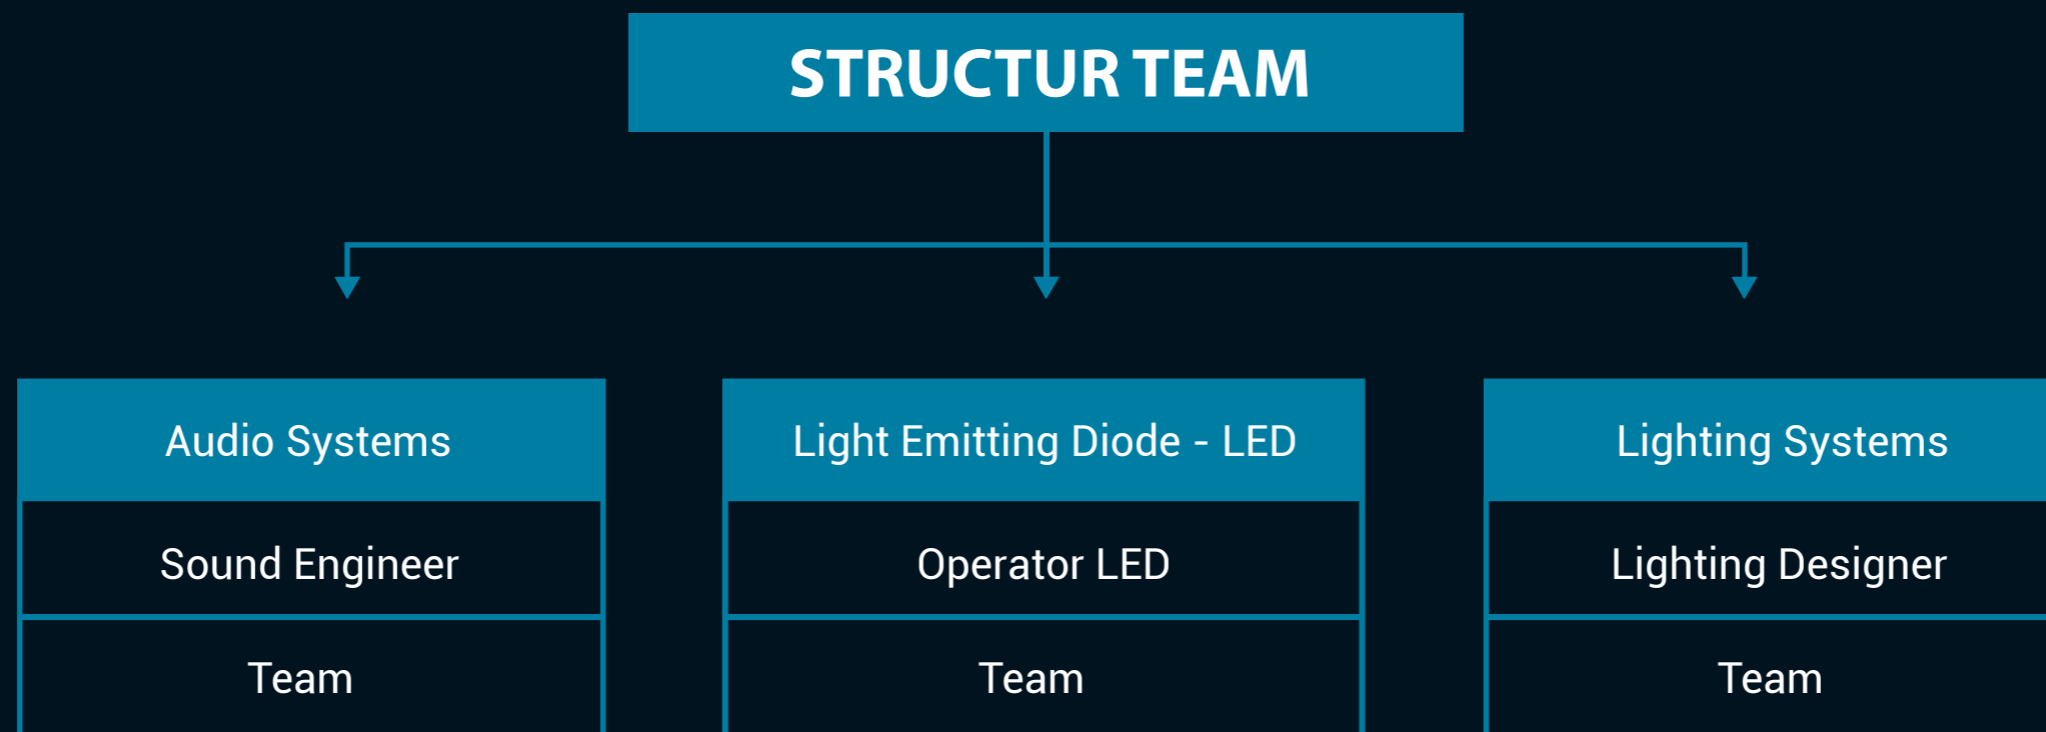 STRUCTUR TEAM
Audio Systems
Sound Engineer
Team
Light Emitting Diode - LED
Operator LED
Team
Lighting Systems
Lighting Designer
Team